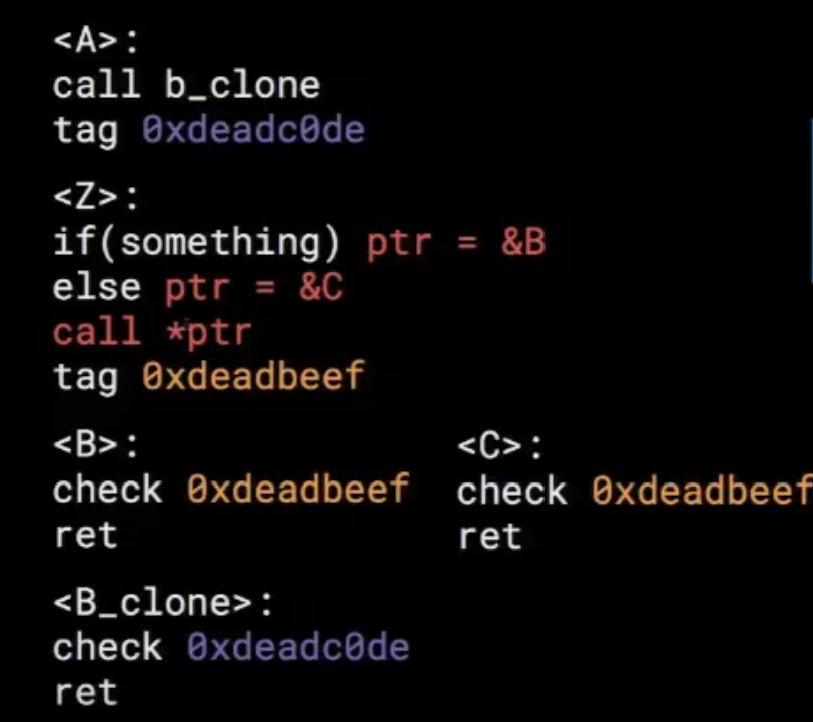 <A>:
call b_clone
tag 0xdeadc0de
<Z>:
if(something) ptr = &B
else ptr = &C
call *ptr
tag 0xdeadbeef
<B>:
check 0xdeadbeef
ret
<C>:
check 0xdeadbeef
ret
<B_clone>:
check 0xdeadc0de
ret